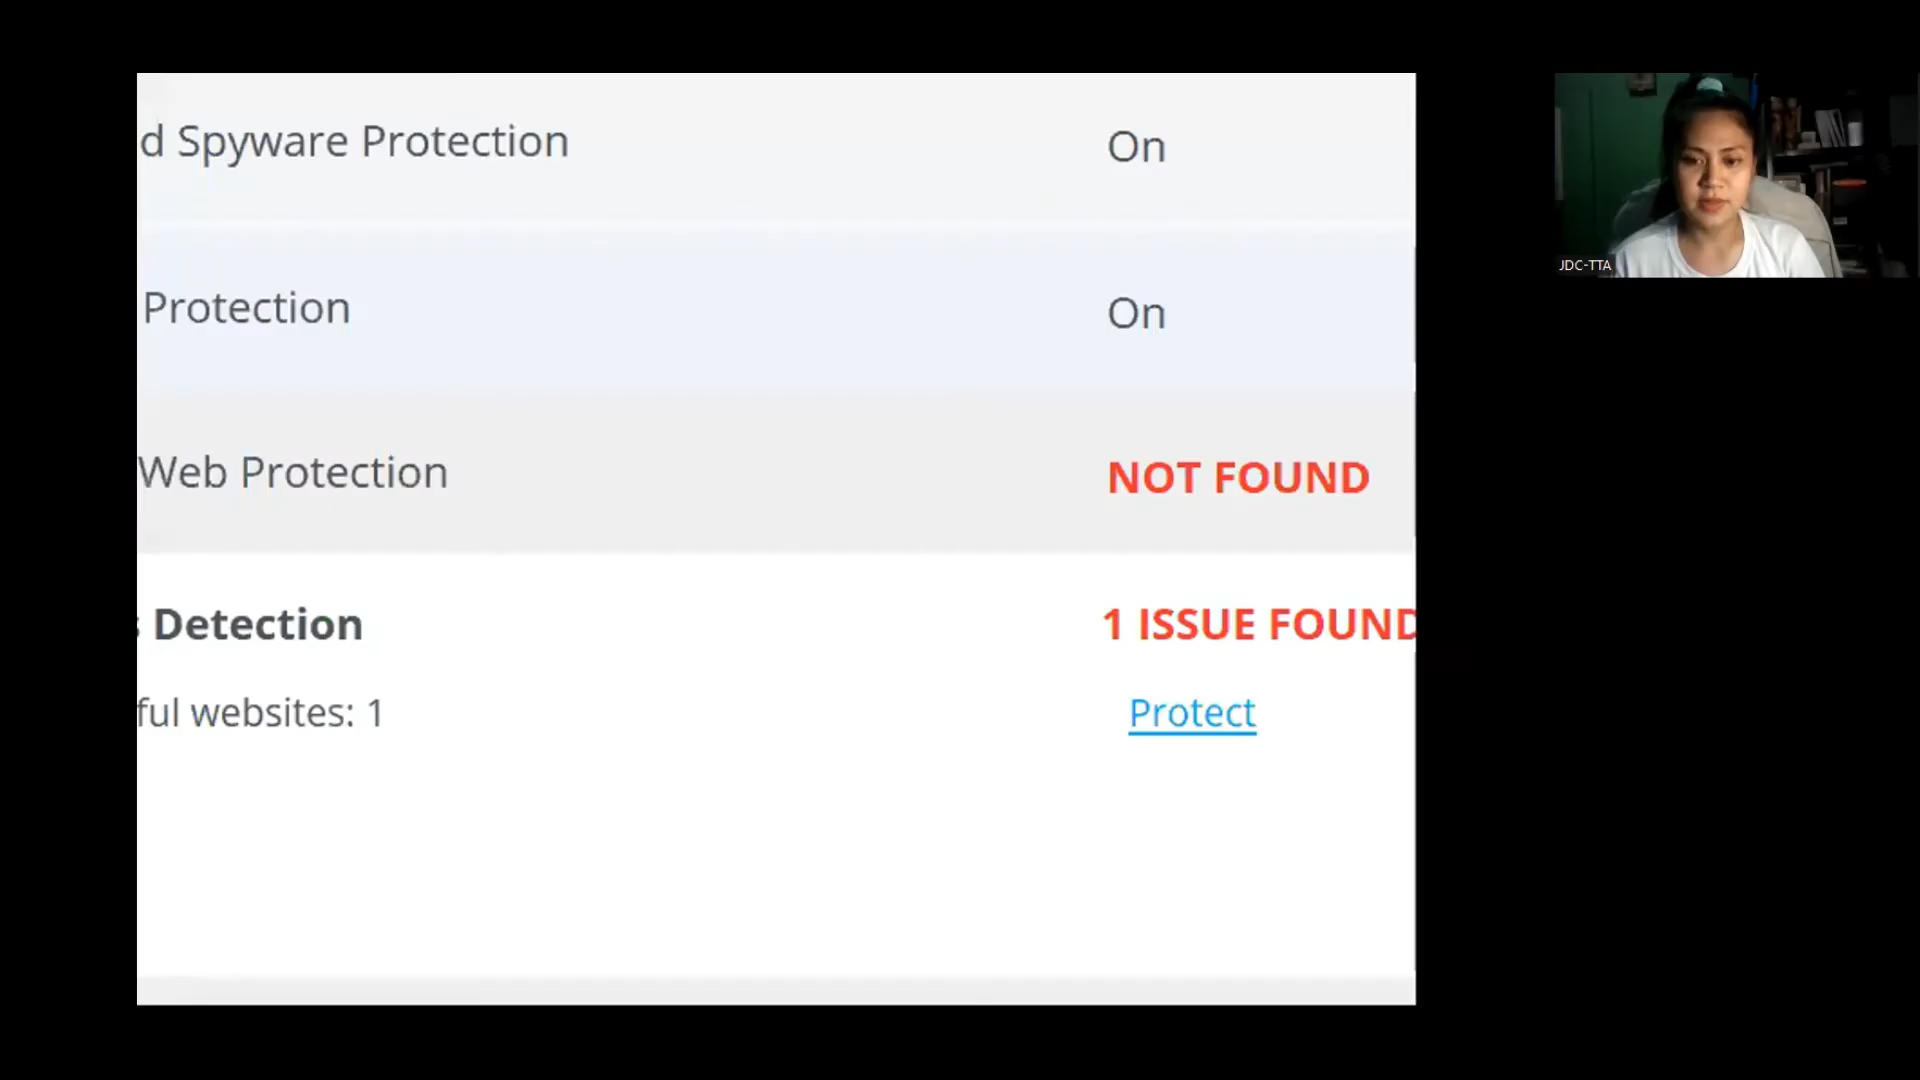 d Spyware Protection On
Protection On
Web Protection NOT FOUND
Detection 1 ISSUE FOUND
ful websites: 1 Protect
JDC-TTA